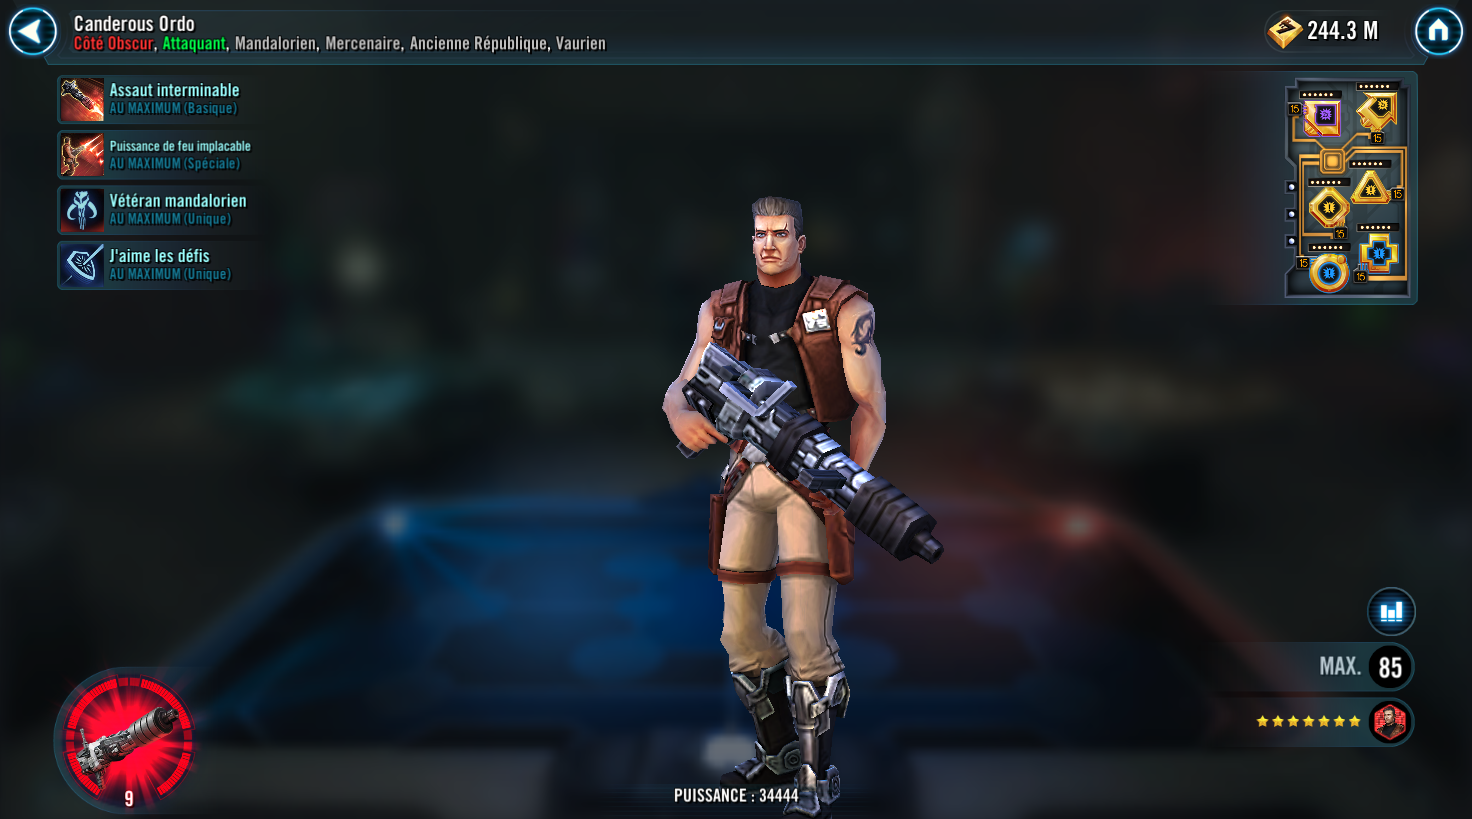 Canderous Ordo
Côté Obscur, Attaquant, Mandalorien, Mercenaire, Ancienne République, Vaurien
244.3 M
Assaut interminable
AU MAXIMUM (Basique)
Puissance de feu implacable
AU MAXIMUM (Spéciale)
Vétéran mandalorien
AU MAXIMUM (Unique)
J'aime les défis
AU MAXIMUM (Unique)
15
15
15
15
15
15
MAX. 85
9
PUISSANCE : 34444